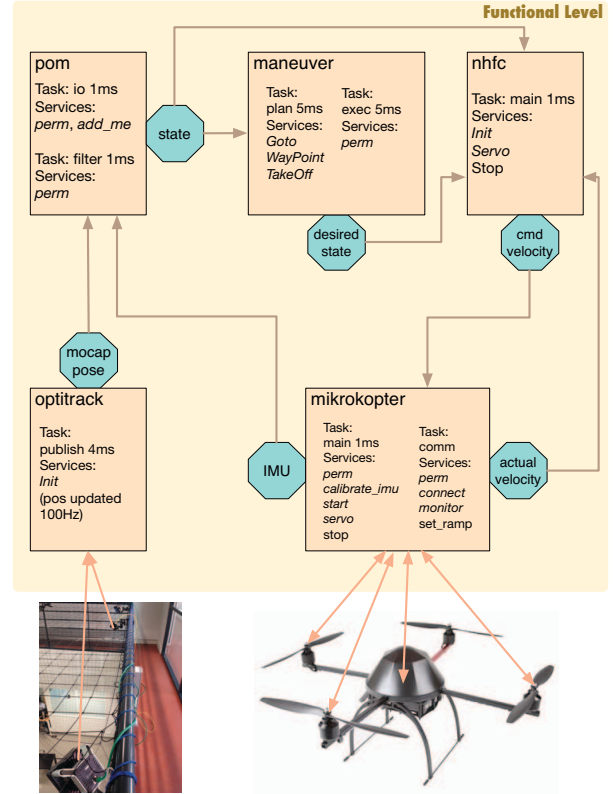 Functional Level
pom
Task: io 1ms
Services:
perm, add_me
Task: filter 1ms
Services:
perm
state
maneuver
Task:
plan 5ms
Services:
Goto
WayPoint
TakeOff
Task:
exec 5ms
Services:
perm
nhfc
Task: main 1ms
Services:
Init
Servo
Stop
desired
state
cmd
velocity
mocap
pose
optitrack
Task:
publish 4ms
Services:
Init
(pos updated
100Hz)
IMU
mikrokopter
Task:
main 1ms
Services:
perm
calibrate_imu
start
servo
stop
Task:
comm
Services:
perm
connect
monitor
set_ramp
actual
velocity